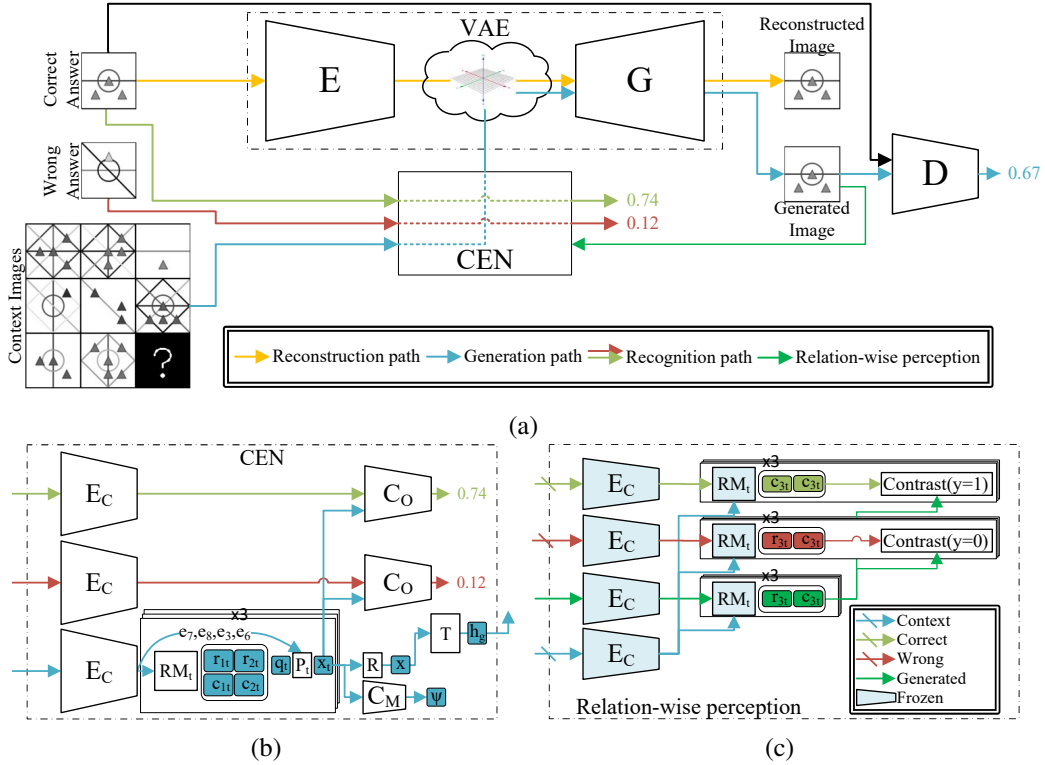 VAE
Correct Answer
E
G
Reconstructed Image
Wrong Answer
D
0.67
0.74
0.12
Generated Image
CEN
Context Images
?
Reconstruction path
Generation path
Recognition path
Relation-wise perception
(a)
CEN
E_C
C_O
0.74
E_C
C_O
0.12
x3
e7,e8,e3,e6
E_C
RM_t
r_1t r_2t
c_1t c_2t
q_t
P_t
x_t
R
x
T
h_g
C_M
ψ
(b)
E_C
x3
RM_t
c_3t c_3t
Contrast(y=1)
E_C
x3
RM_t
r_3t c_3t
Contrast(y=0)
E_C
x3
RM_t
r_3t c_3t
E_C
Context
Correct
Wrong
Generated
Frozen
Relation-wise perception
(c)